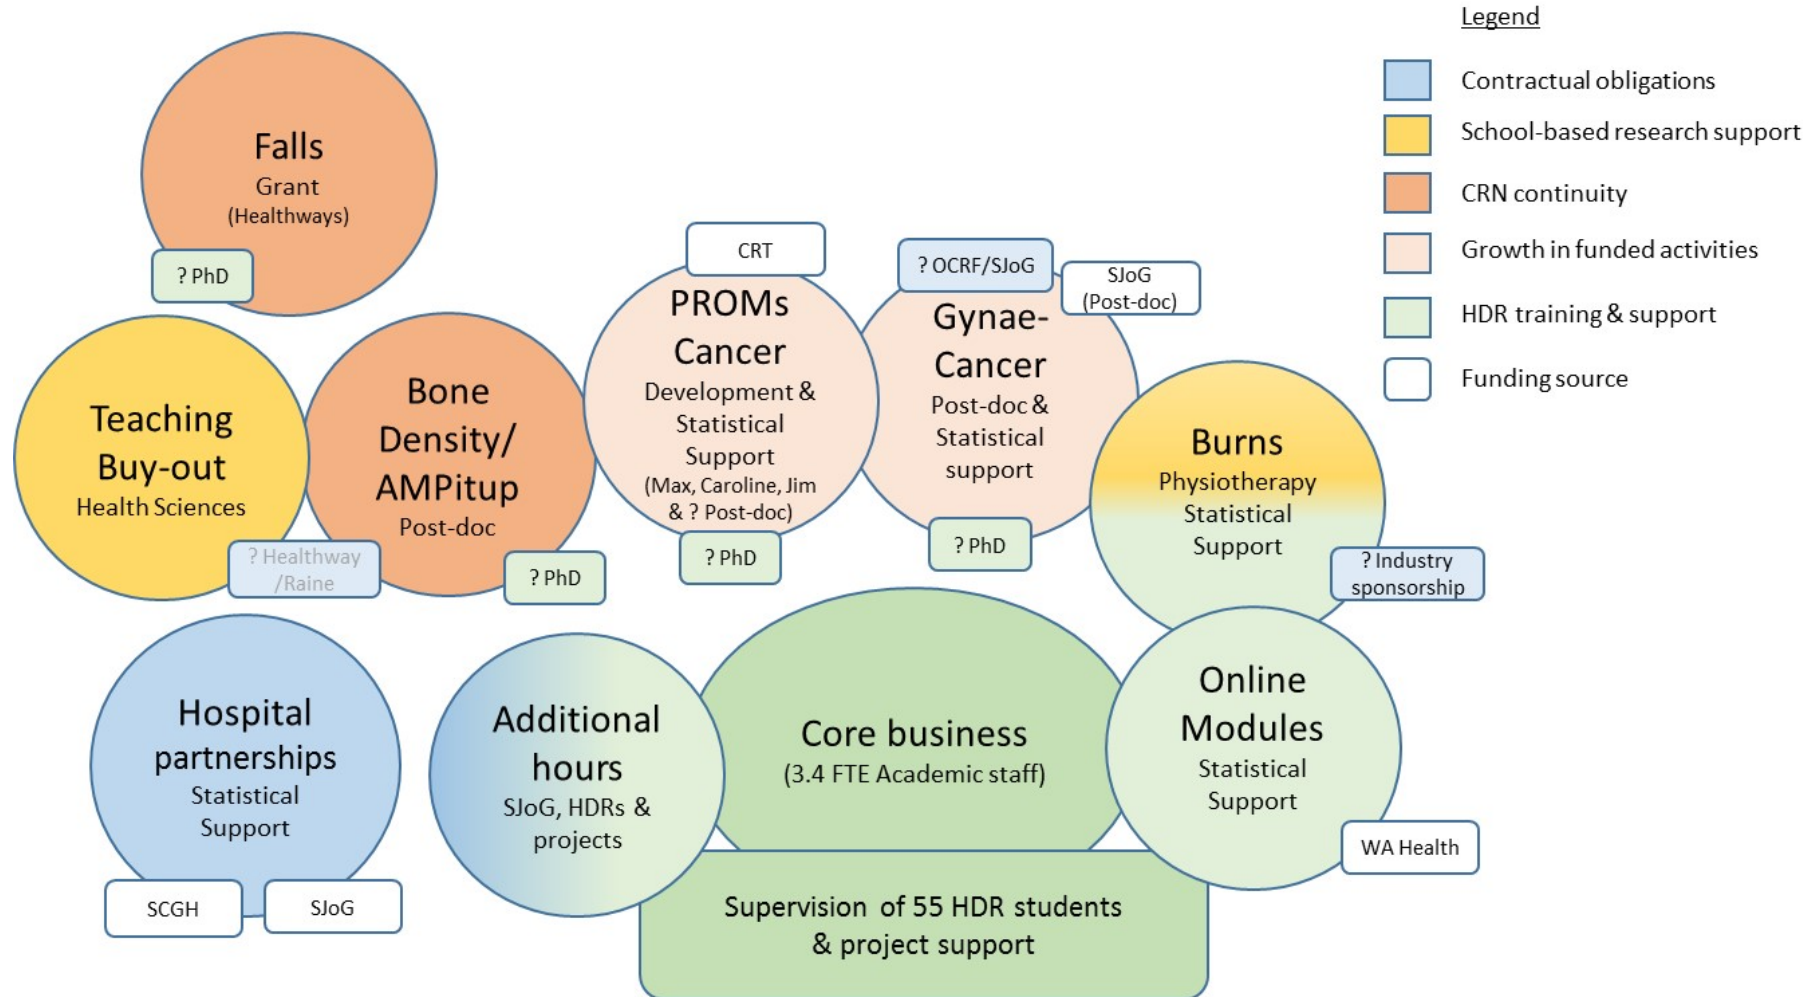 Legend
Contractual obligations
School-based research support
CRN continuity
Growth in funded activities
HDR training & support
Funding source
Falls
Grant
(Healthways)
? PhD
Teaching
Buy-out
Health Sciences
? Healthway
/Raine
Bone
Density/
AMPitup
Post-doc
? PhD
CRT
PROMs
Cancer
Development &
Statistical
Support
(Max, Caroline, Jim
& ? Post-doc)
? PhD
? OCRF/SJoG
SJoG
(Post-doc)
Gynae-
Cancer
Post-doc &
Statistical
support
? PhD
Burns
Physiotherapy
Statistical
Support
? Industry
sponsorship
Hospital
partnerships
Statistical
Support
SCGH
SJoG
Additional
hours
SJoG, HDRs &
projects
Core business
(3.4 FTE Academic staff)
Supervision of 55 HDR students
& project support
Online
Modules
Statistical
Support
WA Health